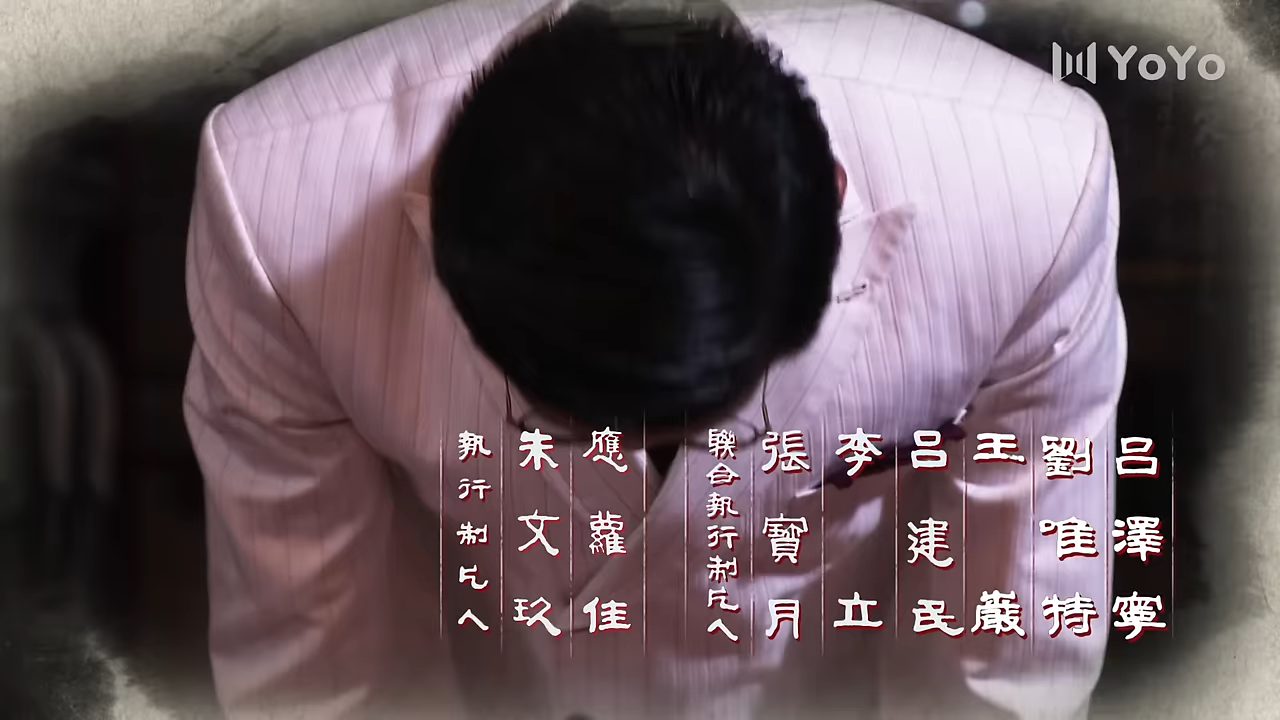 YoYo
執行制片人
朱文玖
應蘿佳
聯合執行制片人
張寶月
李立
呂建民
王巖
劉唯特
呂澤寧